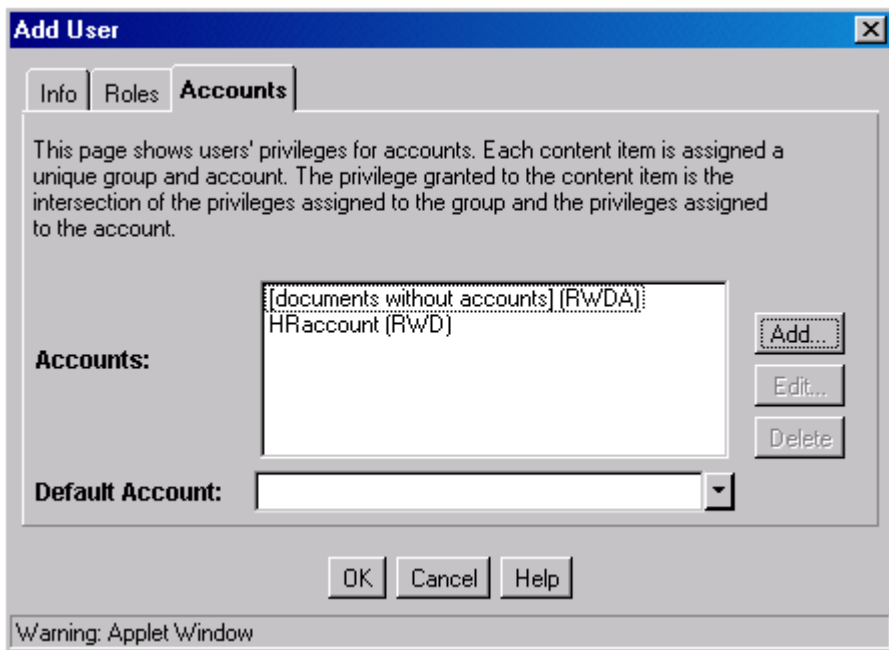 Add User
Info Roles Accounts
This page shows users' privileges for accounts. Each content item is assigned a
unique group and account. The privilege granted to the content item is the
intersection of the privileges assigned to the group and the privileges assigned
to the account.
[documents without accounts] (RWDA)
HRaccount (RWD)
Accounts:
Add...
Edit...
Delete
Default Account:
OK Cancel Help
Warning: Applet Window